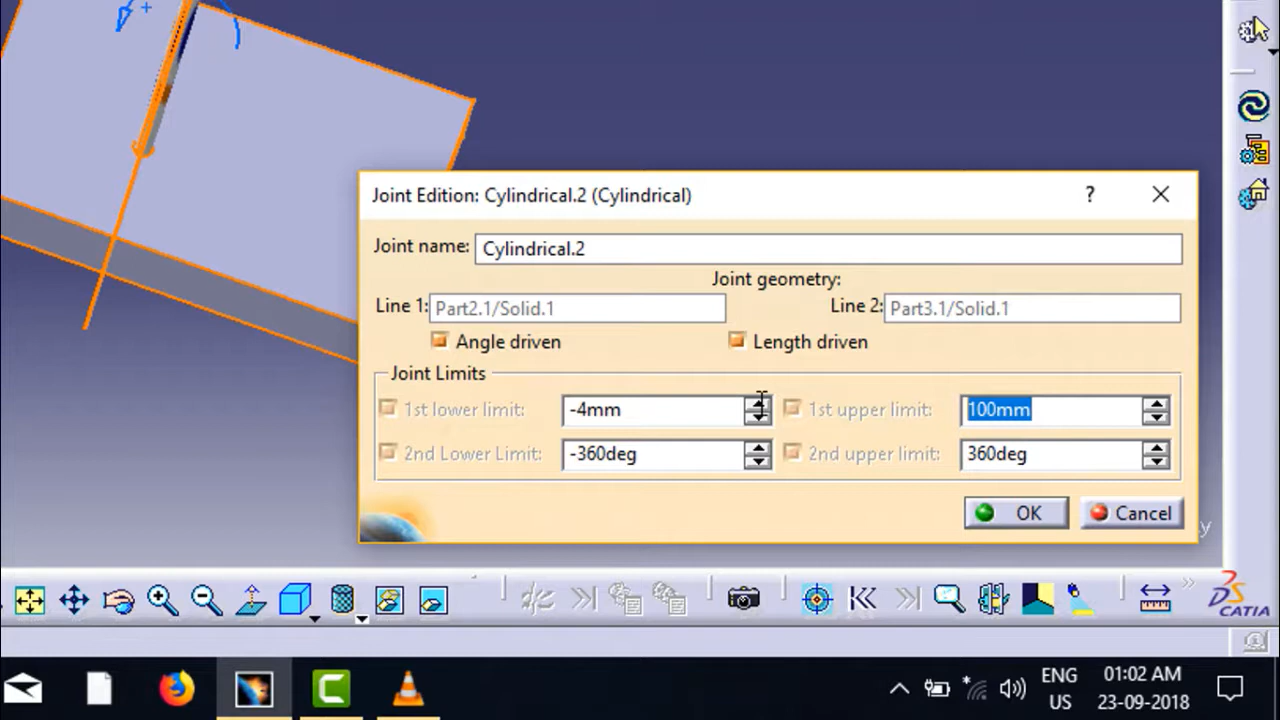 Joint Edition: Cylindrical.2 (Cylindrical)
?
Joint name: Cylindrical.2
Joint geometry:
Line 1: Part2.1/Solid.1 Line 2: Part3.1/Solid.1
Angle driven Length driven
Joint Limits
1st lower limit: -4mm 1st upper limit: 100mm
2nd Lower Limit: -360deg 2nd upper limit: 360deg
OK Cancel
DS CATIA
ENG 01:02 AM
US 23-09-2018